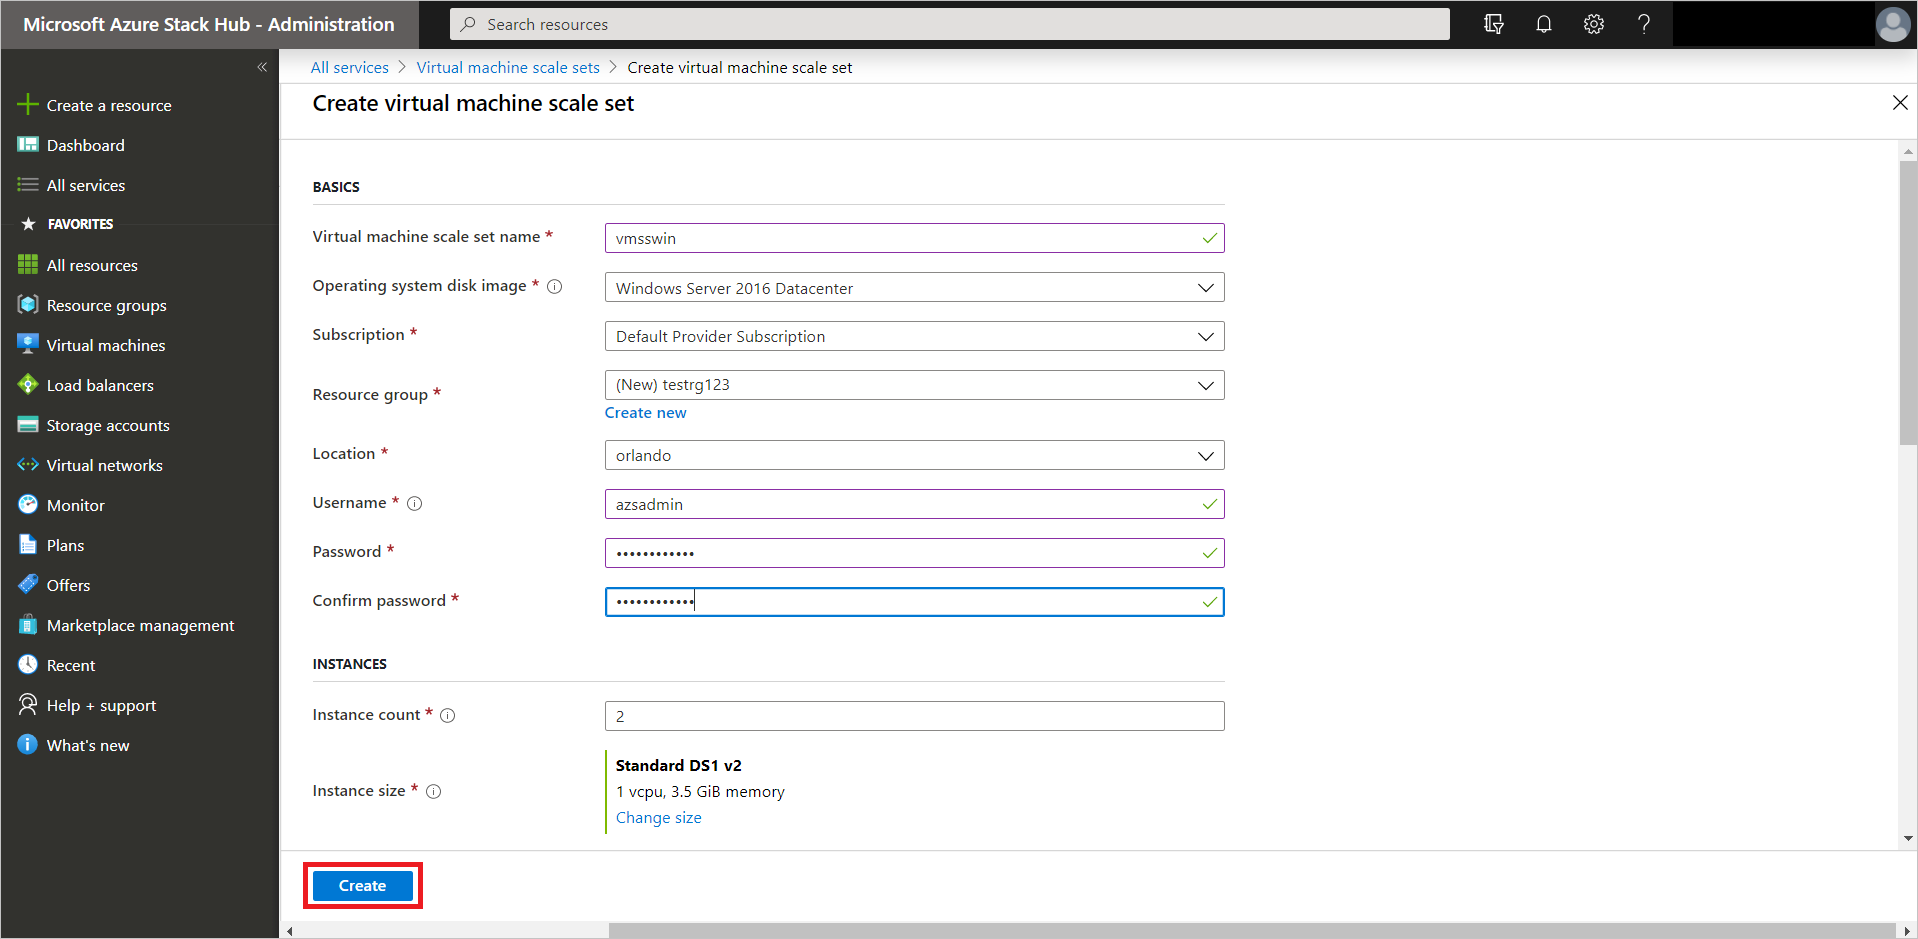 Microsoft Azure Stack Hub - Administration
Search resources
All services > Virtual machine scale sets > Create virtual machine scale set
Create virtual machine scale set
Create a resource
Dashboard
All services
FAVORITES
All resources
Resource groups
Virtual machines
Load balancers
Storage accounts
Virtual networks
Monitor
Plans
Offers
Marketplace management
Recent
Help + support
What's new
BASICS
Virtual machine scale set name * vmsswin
Operating system disk image * Windows Server 2016 Datacenter
Subscription * Default Provider Subscription
Resource group * (New) testrg123
Create new
Location * orlando
Username * azsadmin
Password * ••••••••••••
Confirm password * ••••••••••••
INSTANCES
Instance count * 2
Instance size * Standard DS1 v2
1 vcpu, 3.5 GiB memory
Change size
Create